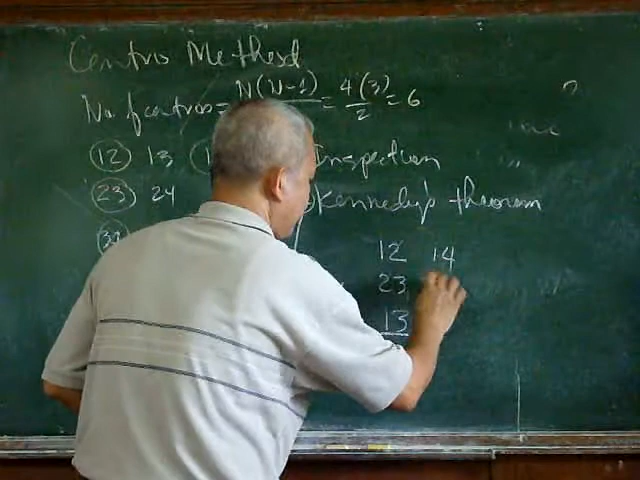 Centro Method
No. of centros = N(N-1) = 4(3)/2 = 6
12 13 Inspection
23 24 Kennedy's theorem
12 14
23
13